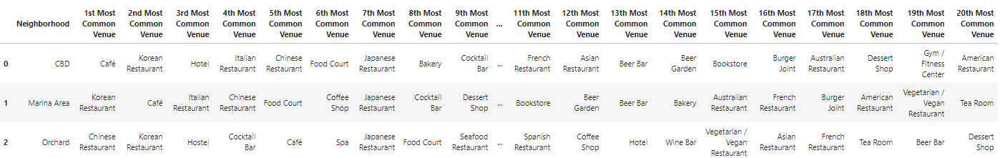 Neighborhood 1st Most Common Venue 2nd Most Common Venue 3rd Most Common Venue 4th Most Common Venue 5th Most Common Venue 6th Most Common Venue 7th Most Common Venue 8th Most Common Venue 9th Most Common Venue ... 11th Most Common Venue 12th Most Common Venue 13th Most Common Venue 14th Most Common Venue 15th Most Common Venue 16th Most Common Venue 17th Most Common Venue 18th Most Common Venue 19th Most Common Venue 20th Most Common Venue
0 CBD Café Korean Restaurant Hotel Italian Restaurant Chinese Restaurant Food Court Japanese Restaurant Bakery Cocktail Bar ... French Restaurant Asian Restaurant Beer Bar Beer Garden Bookstore Burger Joint Australian Restaurant Dessert Shop Gym / Fitness Center American Restaurant
1 Marina Area Korean Restaurant Café Italian Restaurant Chinese Restaurant Food Court Coffee Shop Japanese Restaurant Cocktail Bar Dessert Shop ... Bookstore Beer Garden Beer Bar Bakery Australian Restaurant French Restaurant Burger Joint American Restaurant Vegetarian / Vegan Restaurant Tea Room
2 Orchard Chinese Restaurant Korean Restaurant Hostel Cocktail Bar Café Spa Japanese Restaurant Food Court Seafood Restaurant ... Spanish Restaurant Coffee Shop Hotel Wine Bar Vegetarian / Vegan Restaurant Asian Restaurant French Restaurant Tea Room Beer Bar Dessert Shop